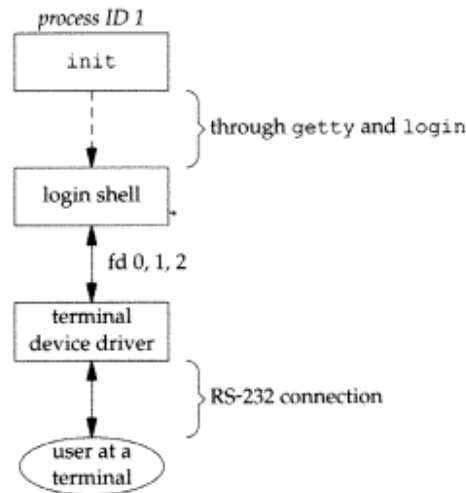 process ID 1
init
through getty and login
login shell
fd 0, 1, 2
terminal
device driver
RS-232 connection
user at a
terminal